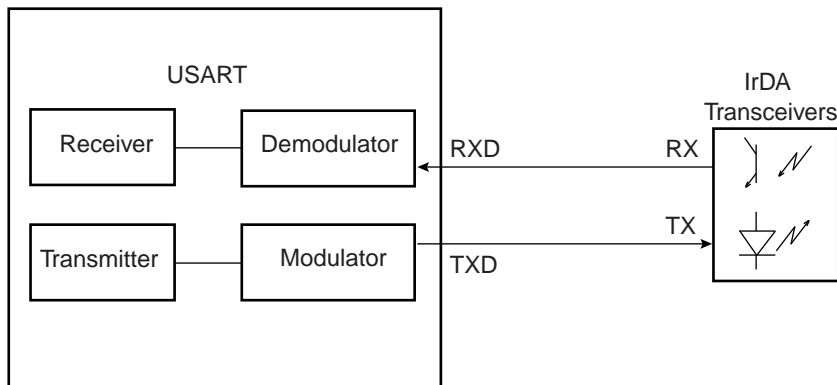 USART
IrDA
Transceivers
Receiver
Demodulator
RXD
RX
Transmitter
Modulator
TX
TXD